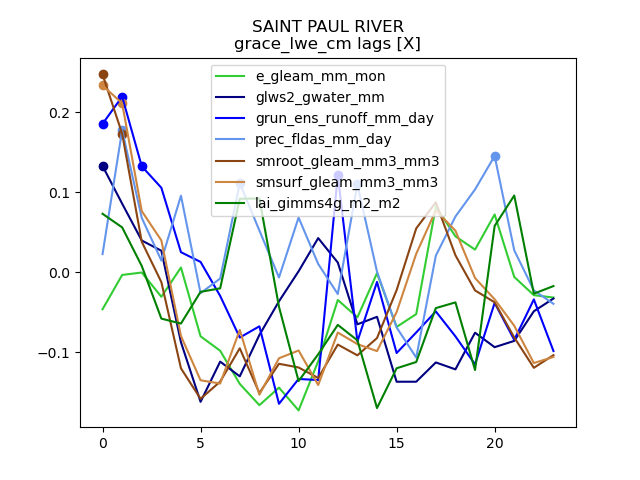 SAINT PAUL RIVER
grace_lwe_cm lags [X]
e_gleam_mm_mon
glws2_gwater_mm
grun_ens_runoff_mm_day
prec_fldas_mm_day
smroot_gleam_mm3_mm3
smsurf_gleam_mm3_mm3
lai_gimms4g_m2_m2
0.2
0.1
0.0
−0.1
0 5 10 15 20